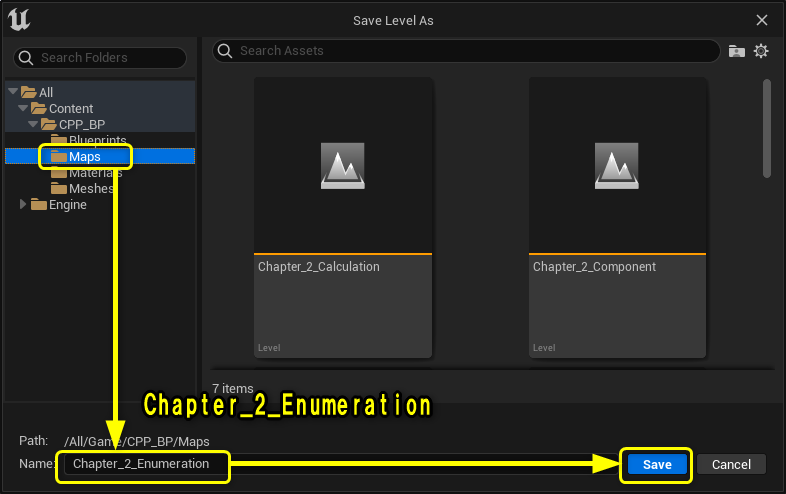 Save Level As
Search Folders
Search Assets
All
Content
CPP_BP
Blueprints
Maps
Materials
Meshes
Engine
Chapter_2_Calculation
Level
Chapter_2_Component
Level
7 items
Chapter_2_Enumeration
Path: /All/Game/CPP_BP/Maps
Name: Chapter_2_Enumeration
Save
Cancel